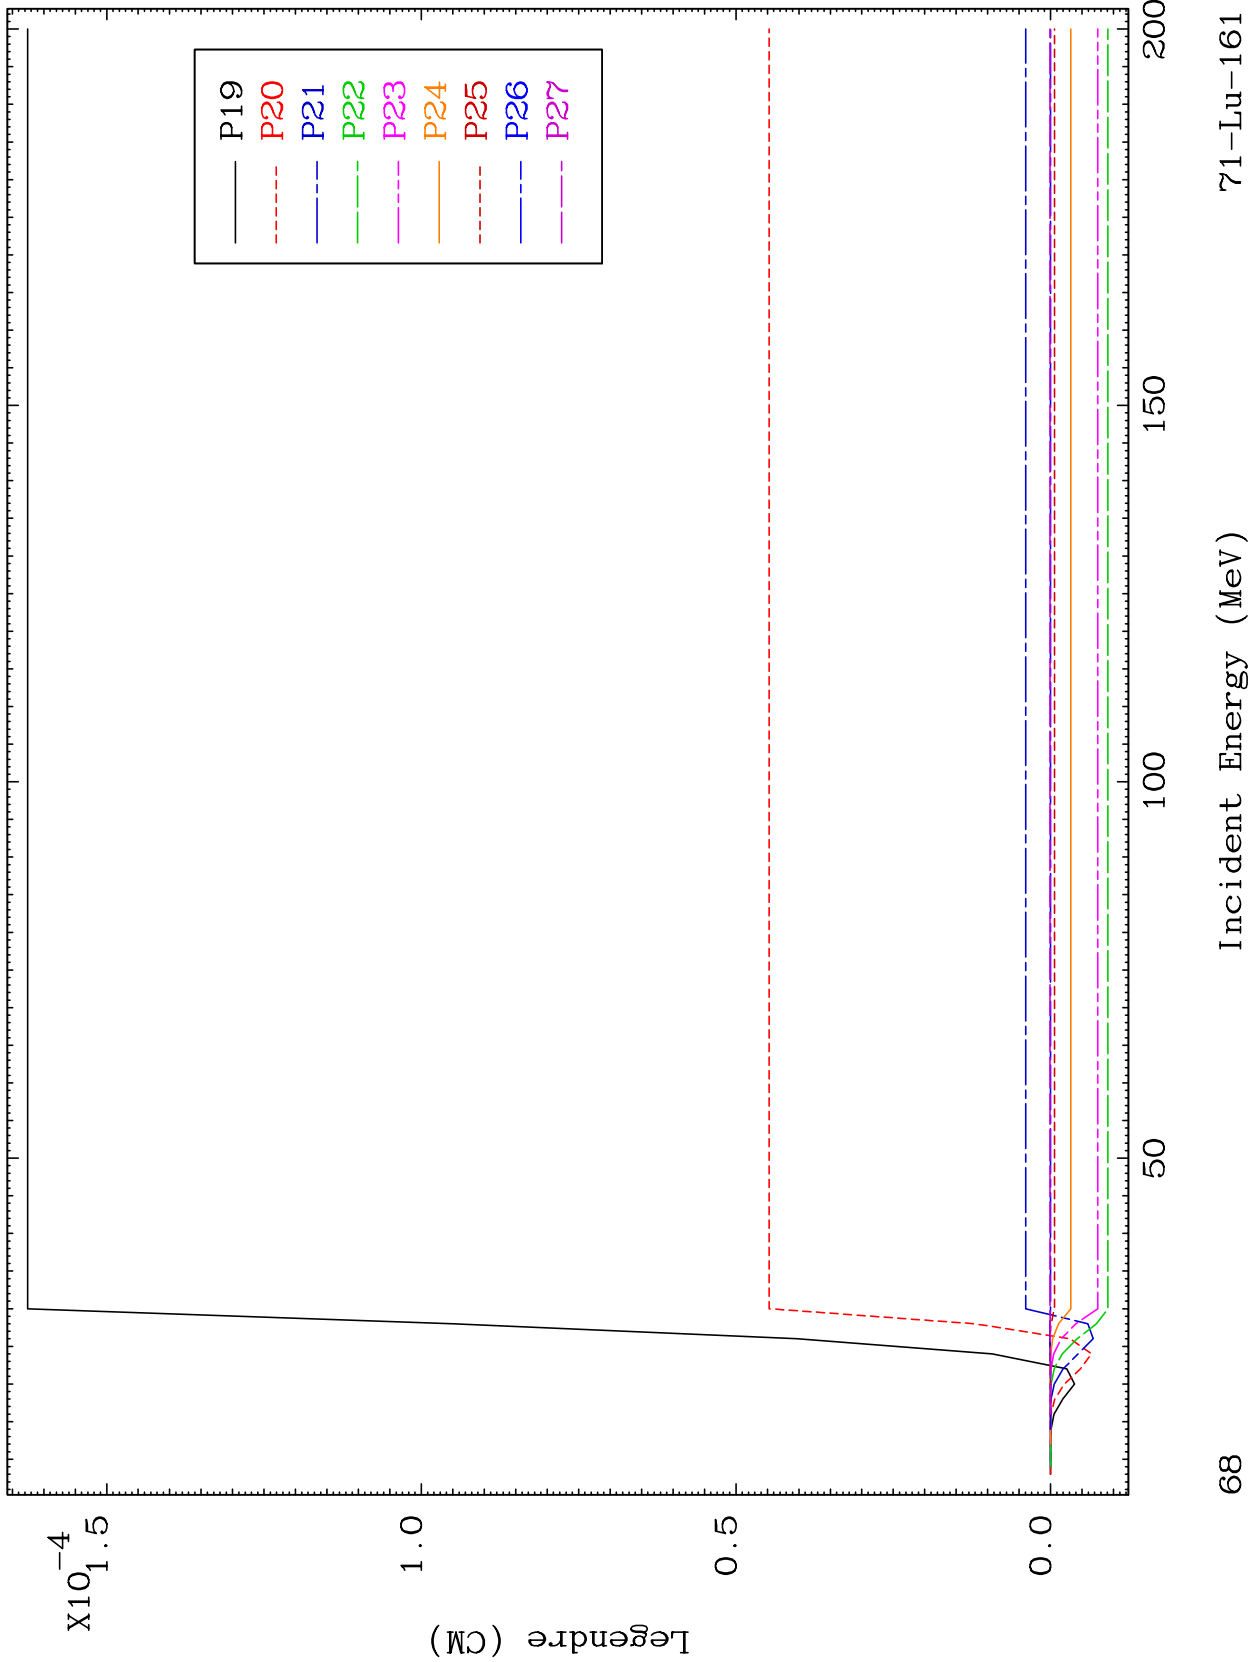 X10-4
1.5
1.0
0.5
0.0
Legendre (CM)
P19
P20
P21
P22
P23
P24
P25
P26
P27
50
100
150
200
68
Incident Energy (MeV)
71-Lu-161